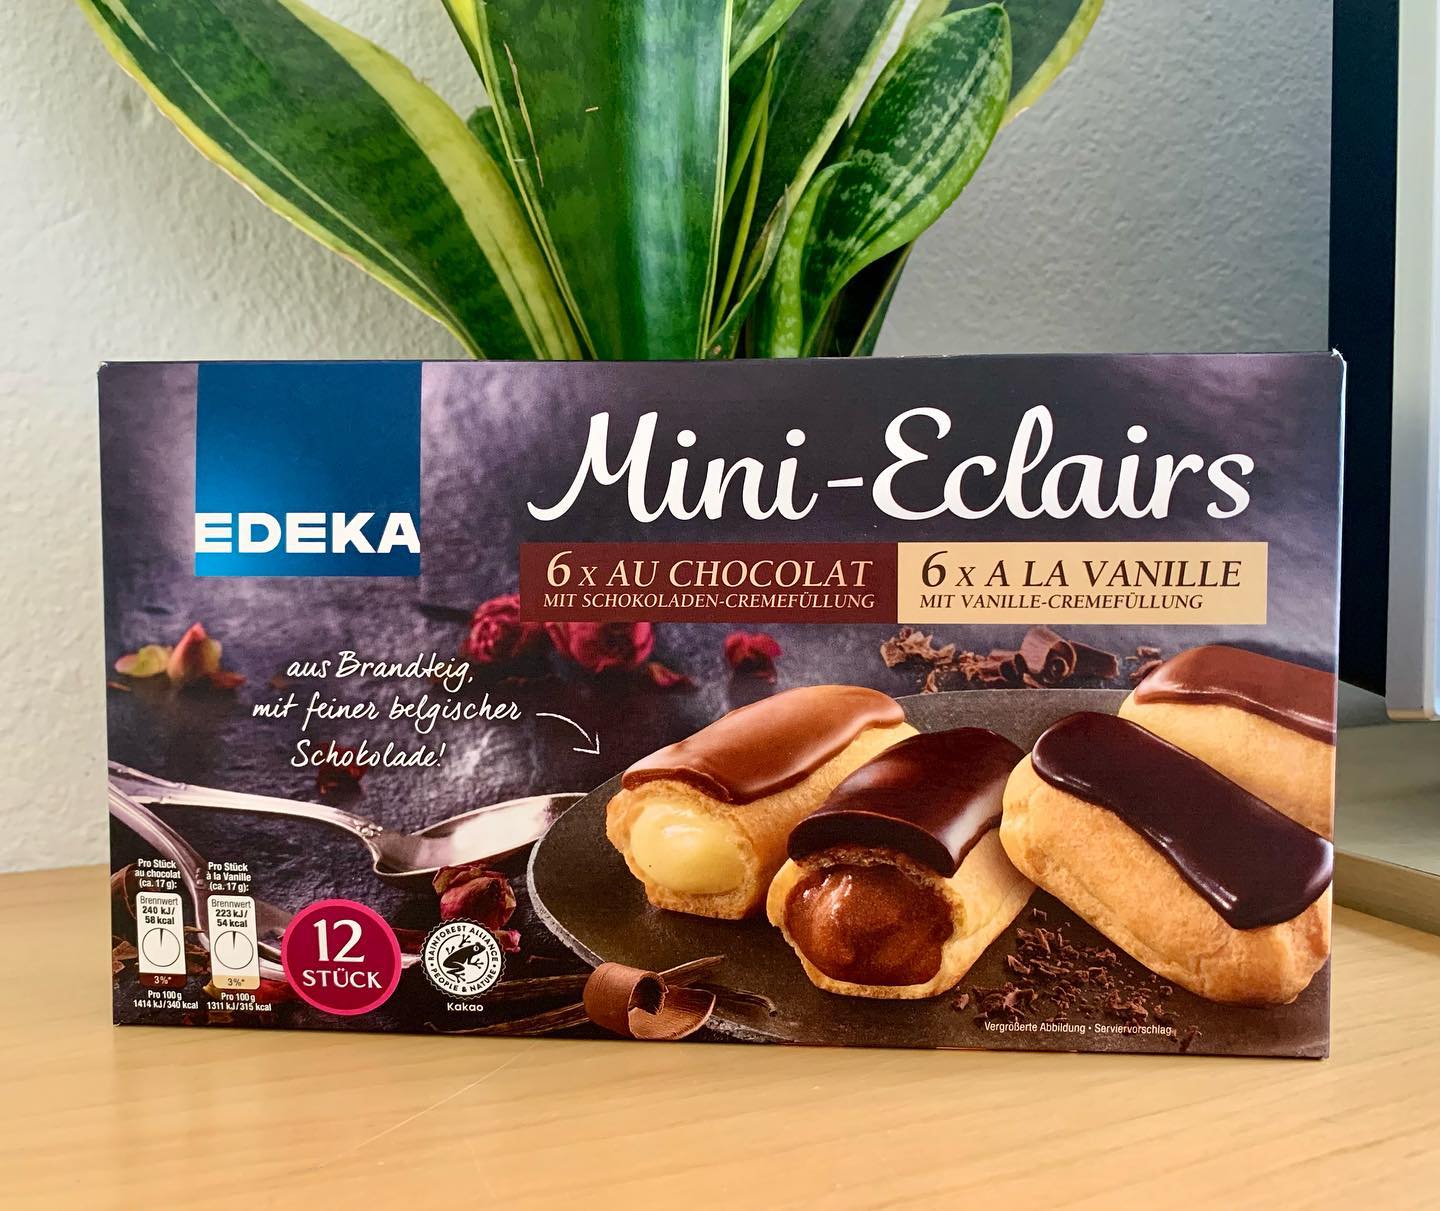 EDEKA
Mini-Eclairs
6 x AU CHOCOLAT
MIT SCHOKOLADEN-CREMEFÜLLUNG
6 x A LA VANILLE
MIT VANILLE-CREMEFÜLLUNG
aus Brandteig,
mit feiner belgischer
Schokolade!
Pro Stück
au chocolat
(ca. 17 g):
Brennwert
240 kJ/
58 kcal
3%*
Pro 100 g
1414 kJ/340 kcal
Pro Stück
à la Vanille
(ca. 17 g):
Brennwert
223 kJ/
54 kcal
3%*
Pro 100 g
1311 kJ/315 kcal
12
STÜCK
RAINFOREST ALLIANCE
PEOPLE & NATURE
Kakao
Vergrößerte Abbildung • Serviervorschlag